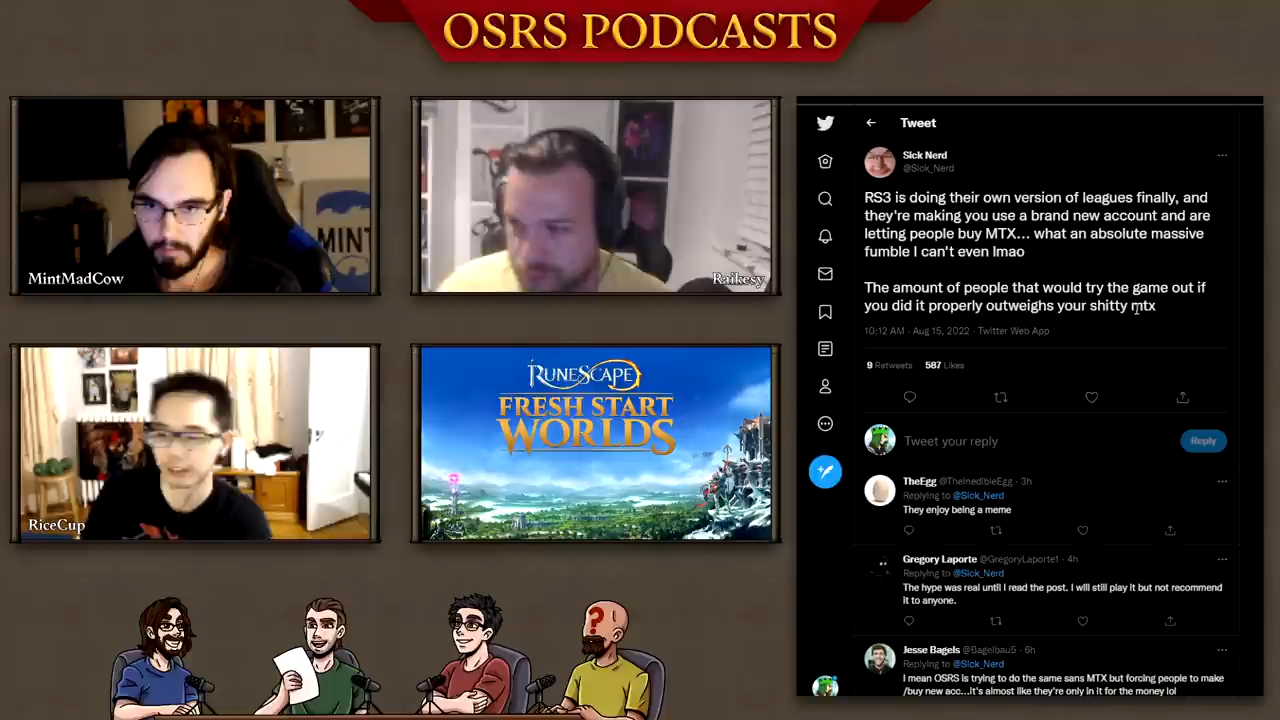 OSRS PODCASTS
MintMadCow
Raikesy
RiceCup
MINT
RUNESCAPE
FRESH START
WORLDS
?
Tweet
Sick Nerd
@Sick_Nerd
RS3 is doing their own version of leagues finally, and
they're making you use a brand new account and are
letting people buy MTX... what an absolute massive
fumble I can't even lmao
The amount of people that would try the game out if
you did it properly outweighs your shitty mtx
10:12 AM · Aug 15, 2022 · Twitter Web App
9 Retweets 587 Likes
Tweet your reply
Reply
TheEgg @TheInedibleEgg · 3h
Replying to @Sick_Nerd
They enjoy being a meme
Gregory Laporte @GregoryLaporte1 · 4h
Replying to @Sick_Nerd
The hype was real until I read the post. I will still play it but not recommend
it to anyone.
Jesse Bagels @Bagelbau5 · 6h
Replying to @Sick_Nerd
I mean OSRS is trying to do the same sans MTX but forcing people to make
/buy new acc...it's almost like they're only in it for the money lol